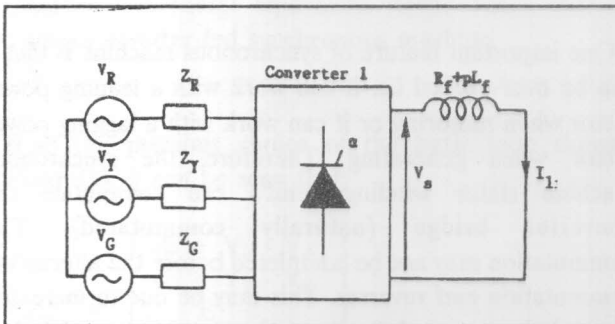 V_R Z_R
Converter 1
R_f+pL_f
α
V_Y Z_Y
V_s
I_1
V_G Z_G